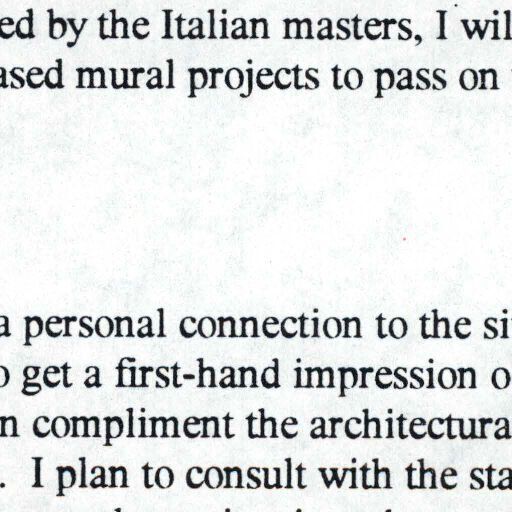 ed by the Italian masters, I wil
ased mural projects to pass on
a personal connection to the si
o get a first-hand impression o
n compliment the architectura
. I plan to consult with the sta